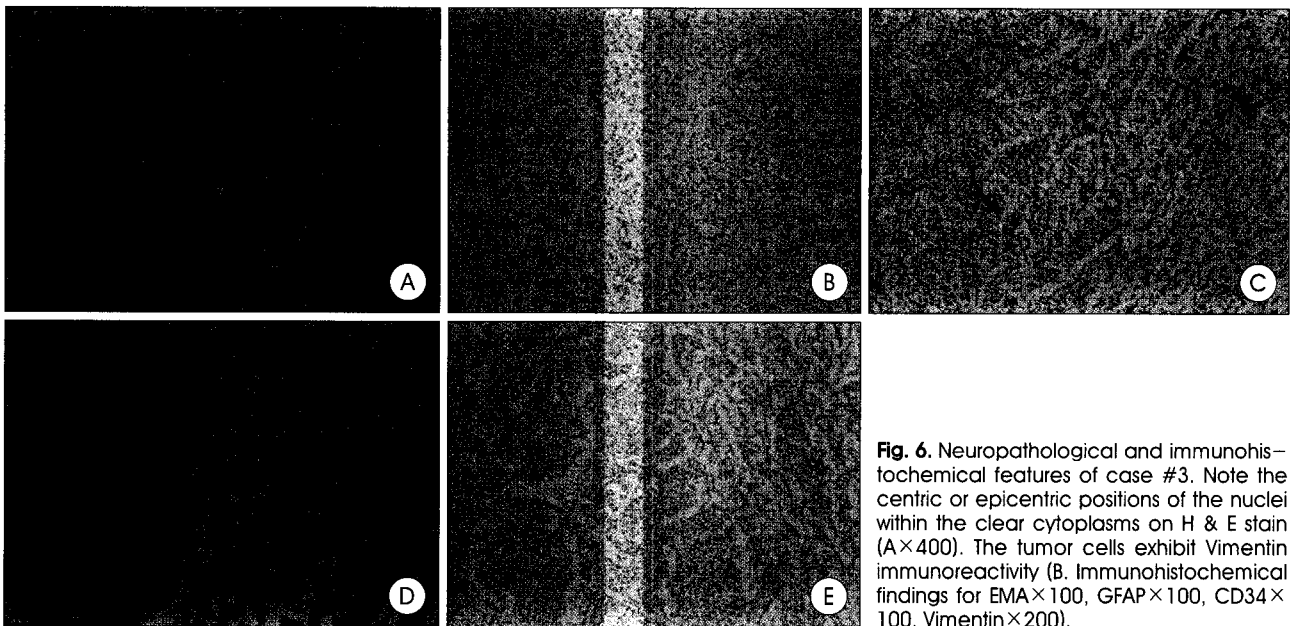 A
B
C
D
E
Fig. 6. Neuropathological and immunohis-
tochemical features of case #3. Note the
centric or epicentric positions of the nuclei
within the clear cytoplasms on H & E stain
(A×400). The tumor cells exhibit Vimentin
immunoreactivity (B. Immunohistochemical
findings for EMA×100, GFAP×100, CD34×
100, Vimentin×200).